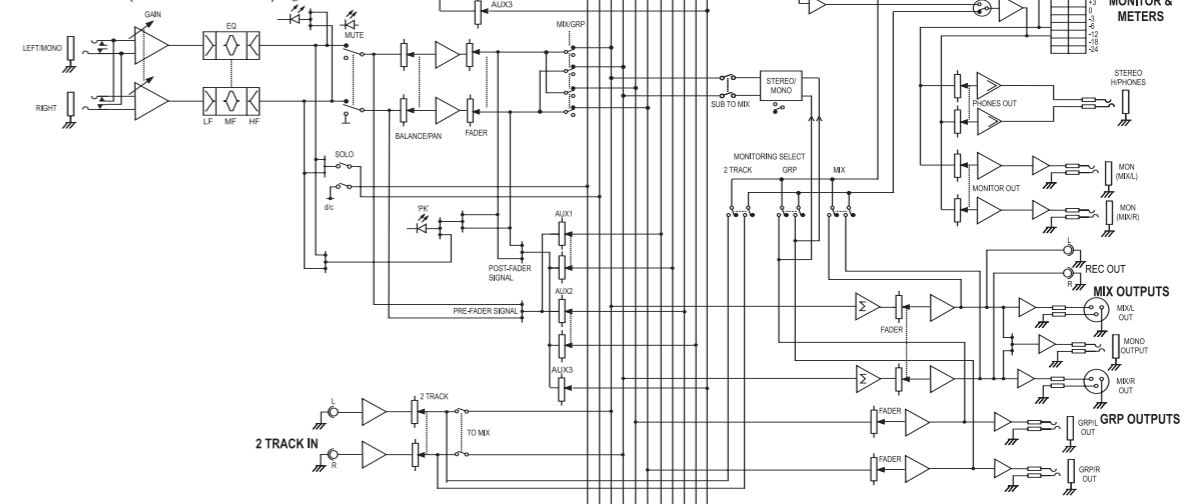 AUX3
MONITOR &
METERS
+3
0
-3
-6
-12
-18
-24
GAIN
EQ
MUTE
MIX/GRP
LEFT/MONO
RIGHT
LF MF HF
BALANCE/PAN
FADER
STEREO/
MONO
SUB TO MIX
STEREO
H/PHONES
PHONES OUT
SOLO
d/c
MONITORING SELECT
2 TRACK GRP MIX
MON
(MIX/L)
MONITOR OUT
MON
(MIX/R)
'PK'
AUX1
POST-FADER
SIGNAL
AUX2
PRE-FADER SIGNAL
AUX3
L
REC OUT
R
MIX OUTPUTS
Σ
FADER
MIX/L
OUT
MONO
OUTPUT
Σ
MIX/R
OUT
2 TRACK
L
TO MIX
2 TRACK IN
R
FADER
GRP/L
OUT
GRP OUTPUTS
FADER
GRP/R
OUT